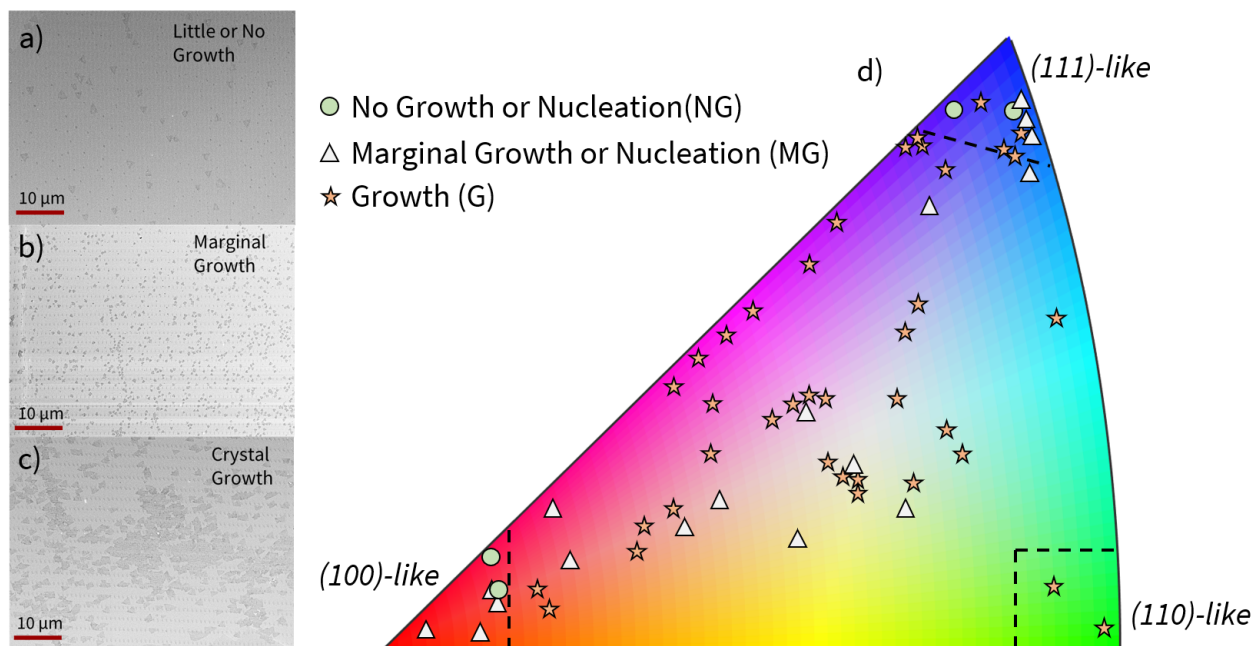 a)
Little or No
Growth
10 µm
b)
Marginal
Growth
10 µm
c)
Crystal
Growth
10 µm
No Growth or Nucleation(NG)
Marginal Growth or Nucleation (MG)
Growth (G)
d)
(111)-like
(100)-like
(110)-like